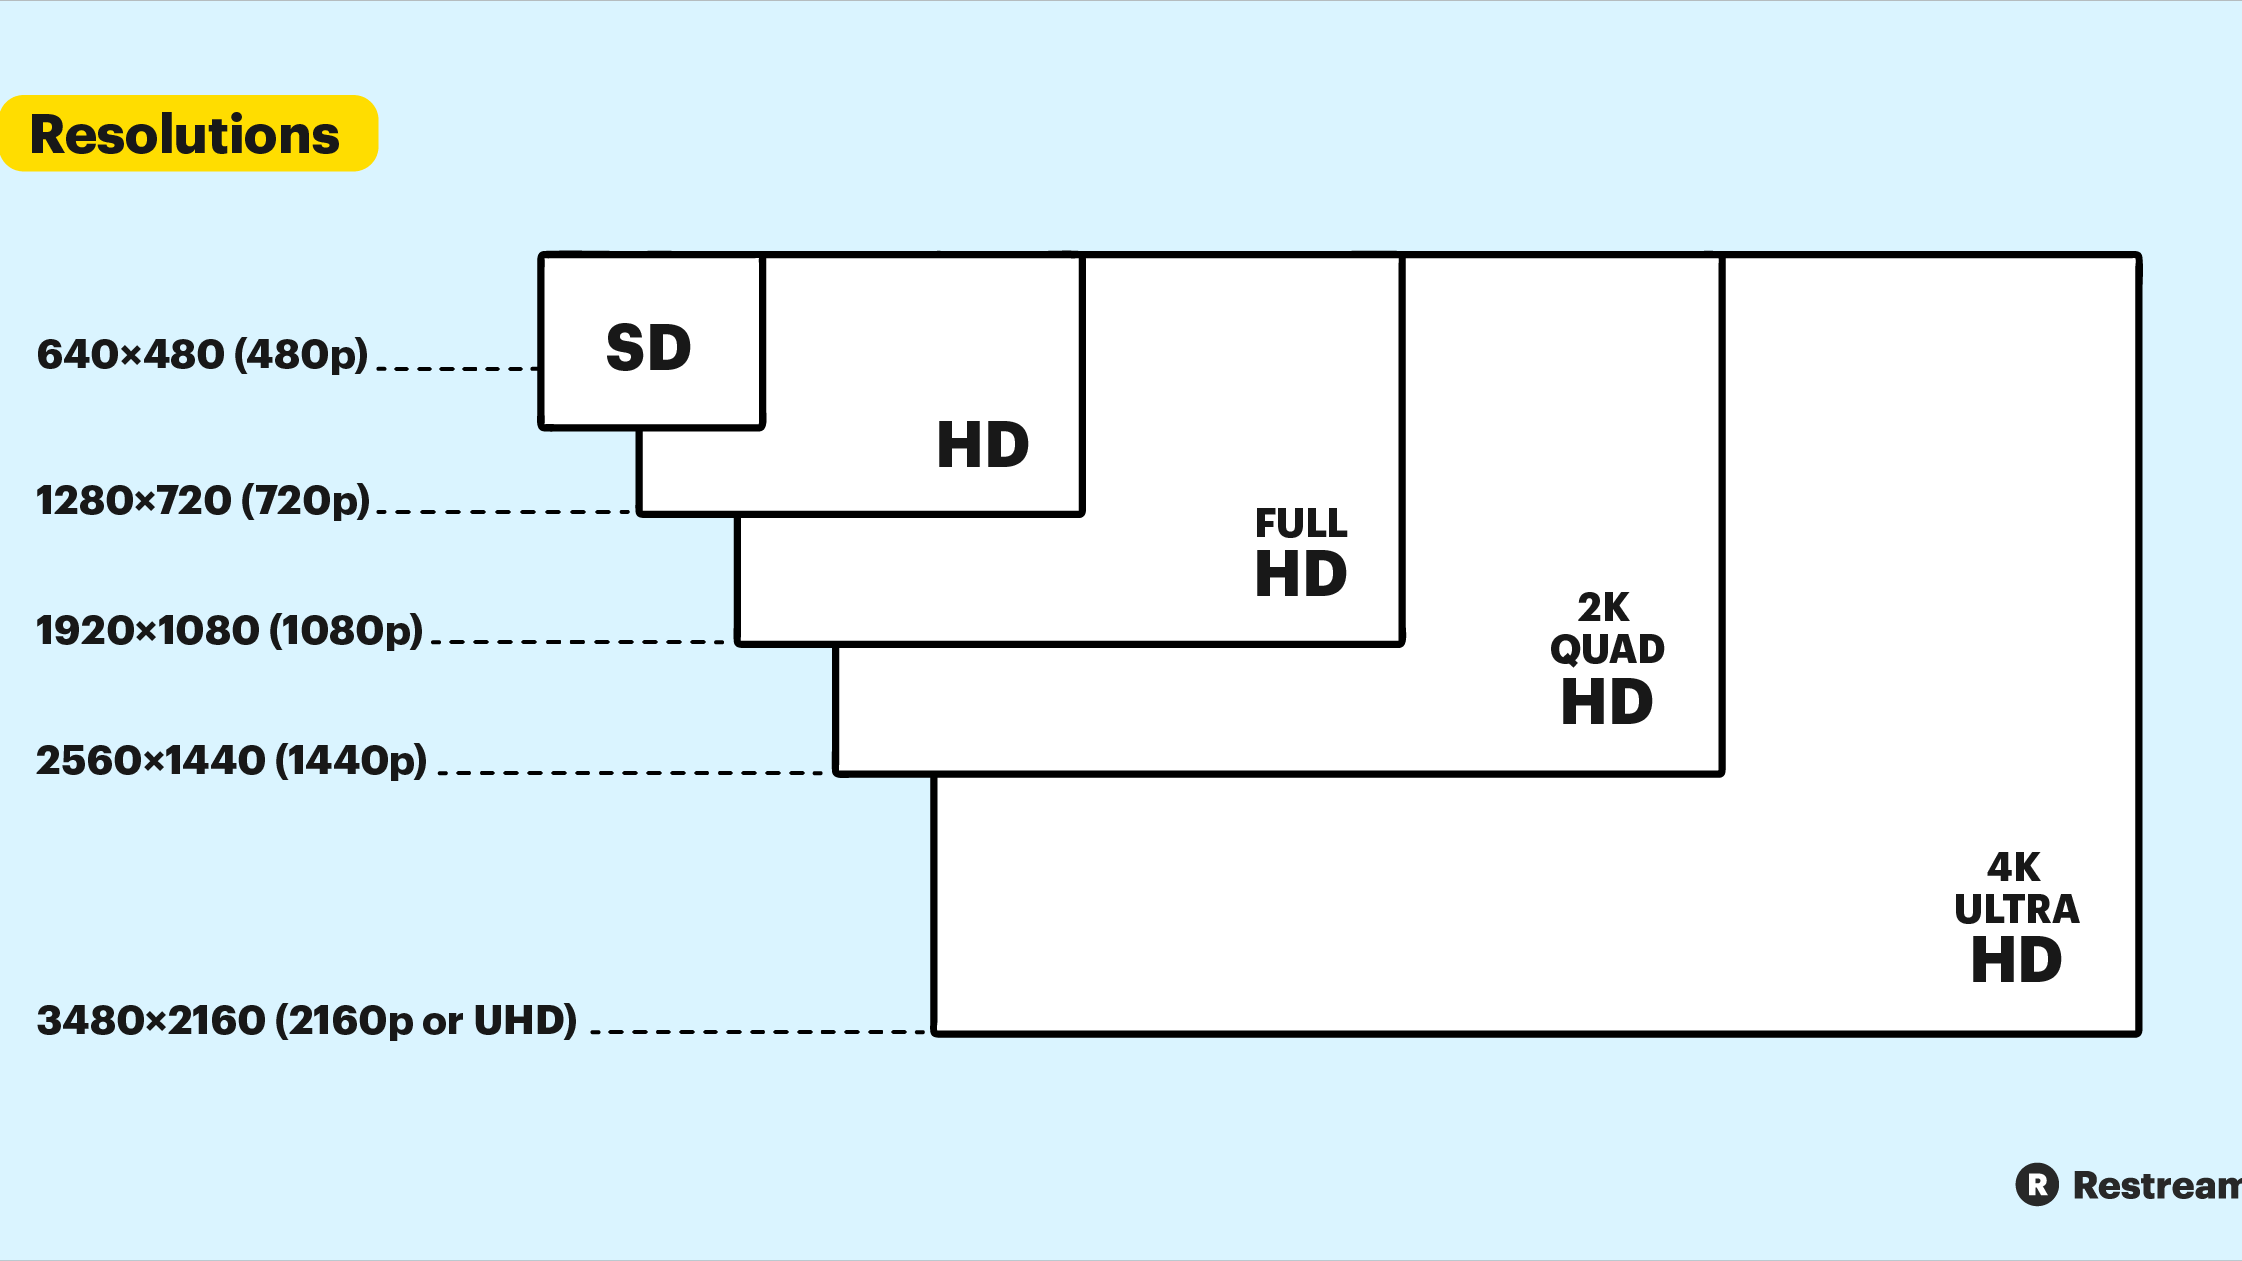 Resolutions
640×480 (480p)
SD
1280×720 (720p)
HD
1920×1080 (1080p)
FULL
HD
2560×1440 (1440p)
2K
QUAD
HD
3480×2160 (2160p or UHD)
4K
ULTRA
HD
R Restream